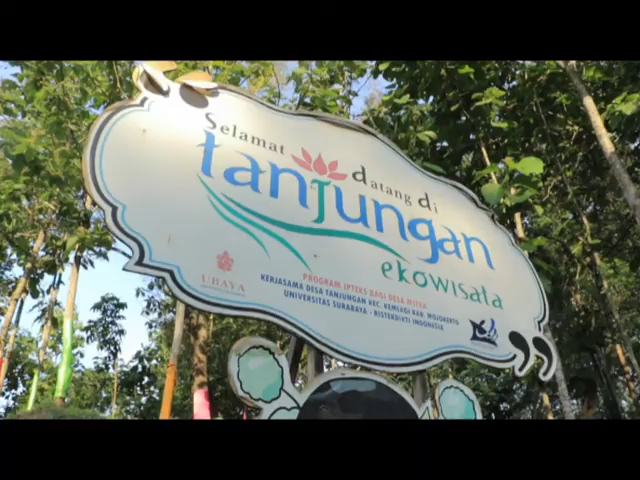 Selamat datang di
tanjungan
ekowisata
UBAYA
PROGRAM IPTEKS BAGI DESA MITRA
KERJASAMA DESA TANJUNGAN KEC. KEMLAGI KAB. MOJOKERTO
UNIVERSITAS SURABAYA - RISTEKDIKTI INDONESIA